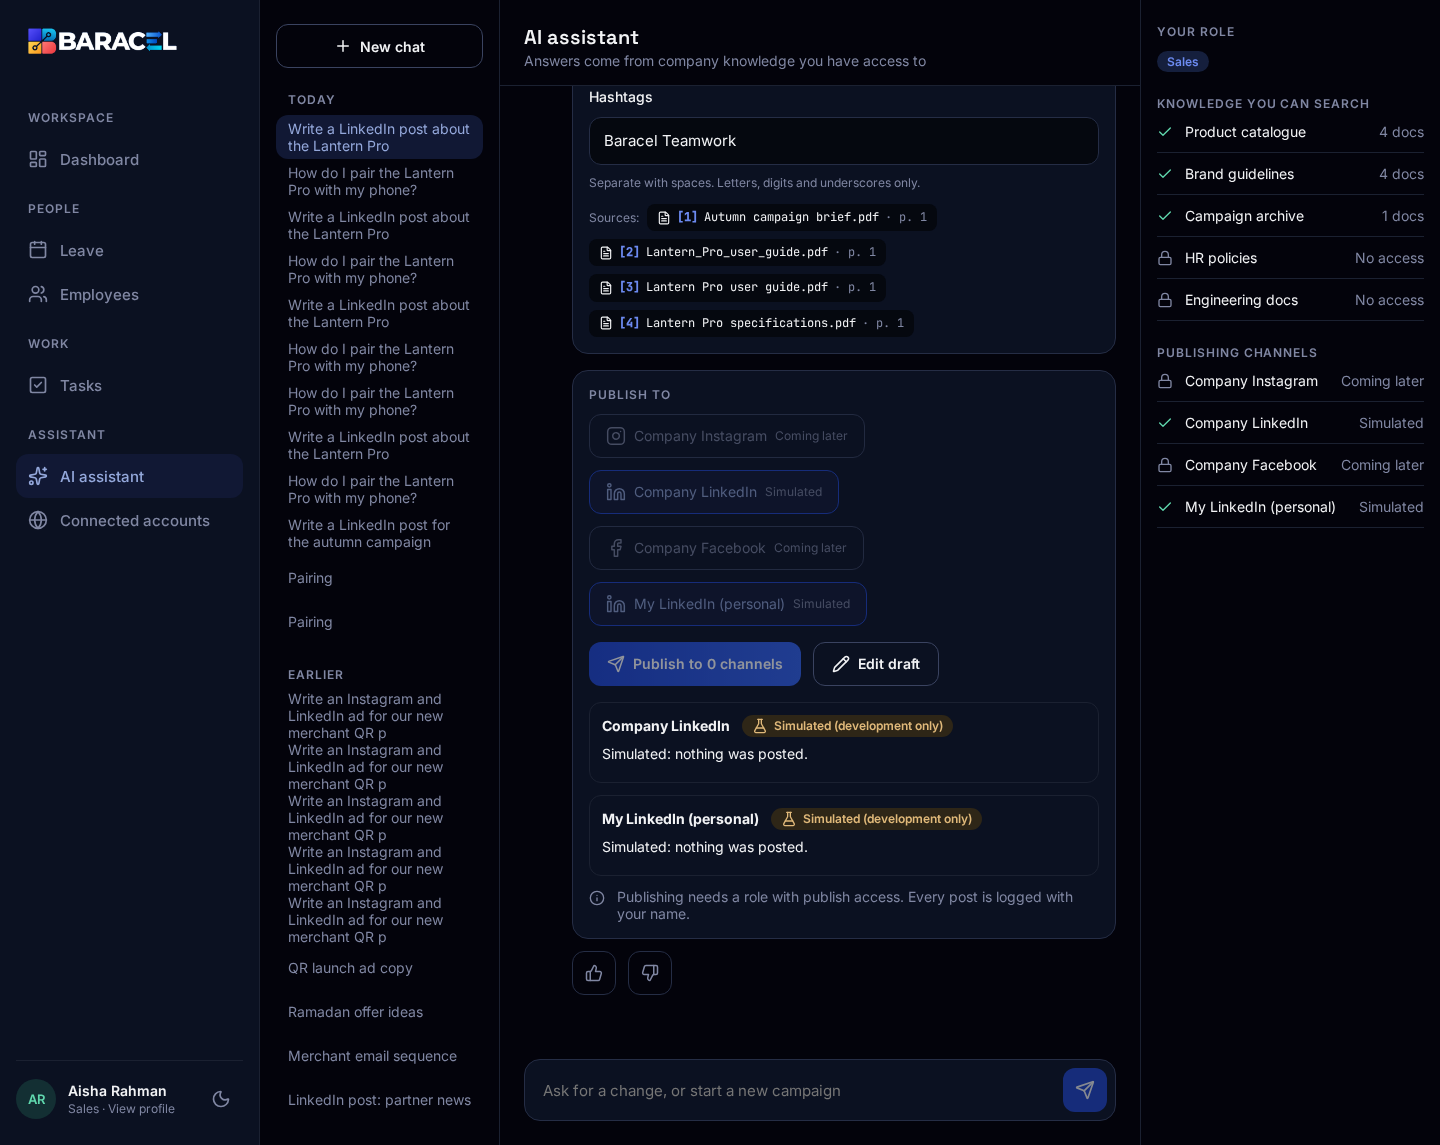 BARACEL
WORKSPACE
Dashboard
PEOPLE
Leave
Employees
WORK
Tasks
ASSISTANT
AI assistant
Connected accounts
AR
Aisha Rahman
Sales · View profile
New chat
TODAY
Write a LinkedIn post about
the Lantern Pro
How do I pair the Lantern
Pro with my phone?
Write a LinkedIn post about
the Lantern Pro
How do I pair the Lantern
Pro with my phone?
Write a LinkedIn post about
the Lantern Pro
How do I pair the Lantern
Pro with my phone?
How do I pair the Lantern
Pro with my phone?
Write a LinkedIn post about
the Lantern Pro
How do I pair the Lantern
Pro with my phone?
Write a LinkedIn post for
the autumn campaign
Pairing
Pairing
EARLIER
Write an Instagram and
LinkedIn ad for our new
merchant QR p
Write an Instagram and
LinkedIn ad for our new
merchant QR p
Write an Instagram and
LinkedIn ad for our new
merchant QR p
Write an Instagram and
LinkedIn ad for our new
merchant QR p
Write an Instagram and
LinkedIn ad for our new
merchant QR p
QR launch ad copy
Ramadan offer ideas
Merchant email sequence
LinkedIn post: partner news
AI assistant
Answers come from company knowledge you have access to
Hashtags
Baracel Teamwork
Separate with spaces. Letters, digits and underscores only.
Sources: [1] Autumn campaign brief.pdf · p. 1
[2] Lantern_Pro_user_guide.pdf · p. 1
[3] Lantern Pro user guide.pdf · p. 1
[4] Lantern Pro specifications.pdf · p. 1
PUBLISH TO
Company Instagram Coming later
Company LinkedIn Simulated
Company Facebook Coming later
My LinkedIn (personal) Simulated
Publish to 0 channels Edit draft
Company LinkedIn Simulated (development only)
Simulated: nothing was posted.
My LinkedIn (personal) Simulated (development only)
Simulated: nothing was posted.
Publishing needs a role with publish access. Every post is logged with
your name.
Ask for a change, or start a new campaign
YOUR ROLE
Sales
KNOWLEDGE YOU CAN SEARCH
Product catalogue 4 docs
Brand guidelines 4 docs
Campaign archive 1 docs
HR policies No access
Engineering docs No access
PUBLISHING CHANNELS
Company Instagram Coming later
Company LinkedIn Simulated
Company Facebook Coming later
My LinkedIn (personal) Simulated